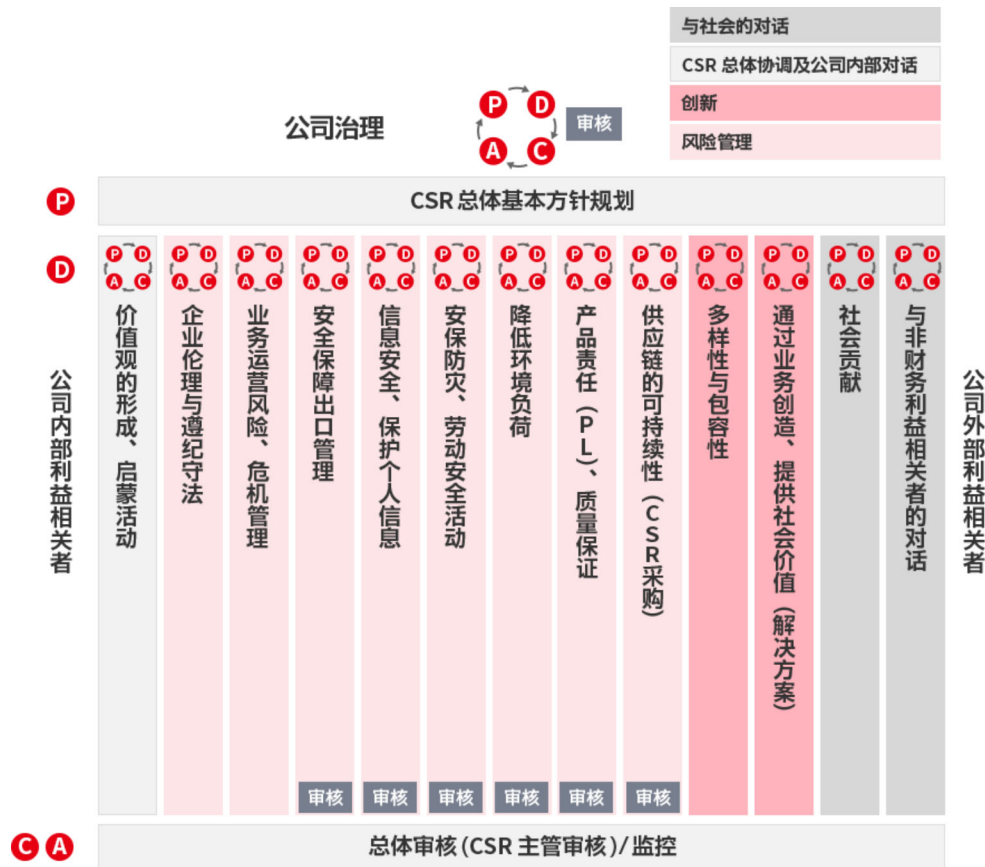 与社会的对话
CSR 总体协调及公司内部对话
创新
风险管理
公司治理
P
D
A
C
审核
P
CSR 总体基本方针规划
D
P D
A C
价值观的形成、启蒙活动
P D
A C
企业伦理与遵纪守法
P D
A C
业务运营风险、危机管理
P D
A C
安全保障出口管理
审核
P D
A C
信息安全、保护个人信息
审核
P D
A C
安保防灾、劳动安全活动
审核
P D
A C
降低环境负荷
审核
P D
A C
产品责任（PL）、质量保证
审核
P D
A C
供应链的可持续性（CSR采购）
审核
P D
A C
多样性与包容性
P D
A C
通过业务创造、提供社会价值（解决方案）
P D
A C
社会贡献
P D
A C
与非财务利益相关者的对话
公司内部利益相关者
公司外部利益相关者
C A
总体审核 (CSR 主管审核) / 监控